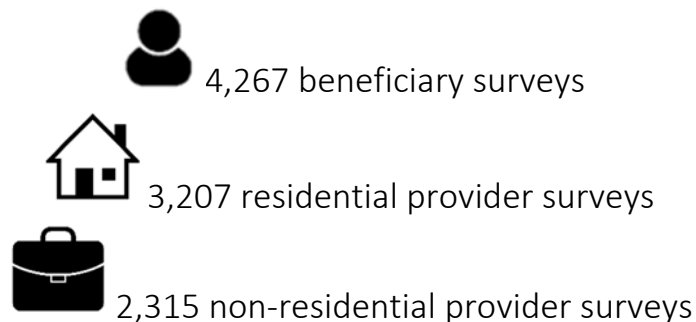 4,267 beneficiary surveys
3,207 residential provider surveys
2,315 non-residential provider surveys